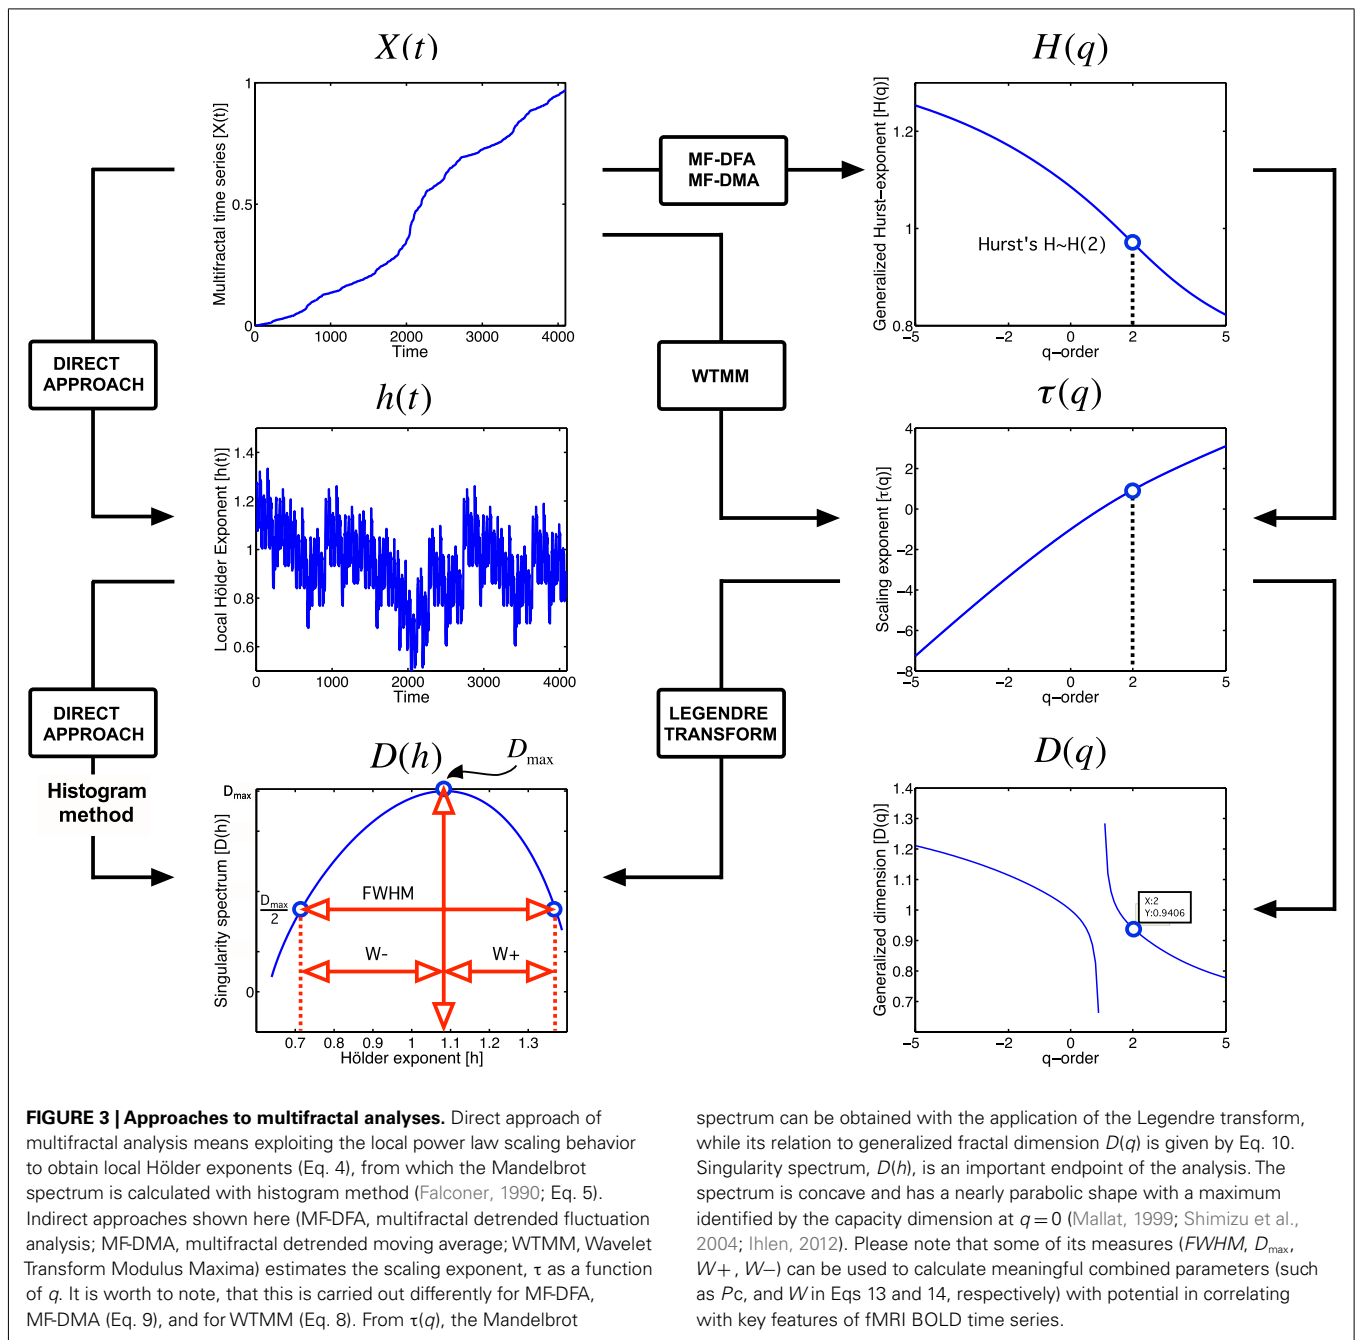 X(t)
H(q)
Multifractal time series [X(t)]
1
0.5
0
0
1000
2000
3000
4000
Time
MF-DFA
MF-DMA
Generalized Hurst-exponent [H(q)]
1.2
1
0.8
Hurst's H~H(2)
−5
−2
0
2
5
q−order
DIRECT
APPROACH
WTMM
h(t)
τ(q)
Local Hölder Exponent [h(t)]
1.4
1.2
1
0.8
0.6
0
1000
2000
3000
4000
Time
Scaling exponent [τ(q)]
4
2
0
−2
−4
−6
−8
−5
−2
0
2
5
q−order
DIRECT
APPROACH
Histogram
method
LEGENDRE
TRANSFORM
D(h)
Dmax
D(q)
Singularity spectrum [D(h)]
Dmax
Dmax
2
0
FWHM
W-
W+
0.7
0.8
0.9
1
1.1
1.2
1.3
Hölder exponent [h]
Generalized dimension [D(q)]
1.4
1.3
1.2
1.1
1
0.9
0.8
0.7
X:2
Y:0.9406
−5
−2
0
2
5
q−order
FIGURE 3 | Approaches to multifractal analyses. Direct approach of
multifractal analysis means exploiting the local power law scaling behavior
to obtain local Hölder exponents (Eq. 4), from which the Mandelbrot
spectrum is calculated with histogram method (Falconer, 1990; Eq. 5).
Indirect approaches shown here (MF-DFA, multifractal detrended fluctuation
analysis; MF-DMA, multifractal detrended moving average; WTMM, Wavelet
Transform Modulus Maxima) estimates the scaling exponent, τ as a function
of q. It is worth to note, that this is carried out differently for MF-DFA,
MF-DMA (Eq. 9), and for WTMM (Eq. 8). From τ(q), the Mandelbrot
spectrum can be obtained with the application of the Legendre transform,
while its relation to generalized fractal dimension D(q) is given by Eq. 10.
Singularity spectrum, D(h), is an important endpoint of the analysis. The
spectrum is concave and has a nearly parabolic shape with a maximum
identified by the capacity dimension at q = 0 (Mallat, 1999; Shimizu et al.,
2004; Ihlen, 2012). Please note that some of its measures (FWHM, Dmax,
W+, W−) can be used to calculate meaningful combined parameters (such
as Pc, and W in Eqs 13 and 14, respectively) with potential in correlating
with key features of fMRI BOLD time series.